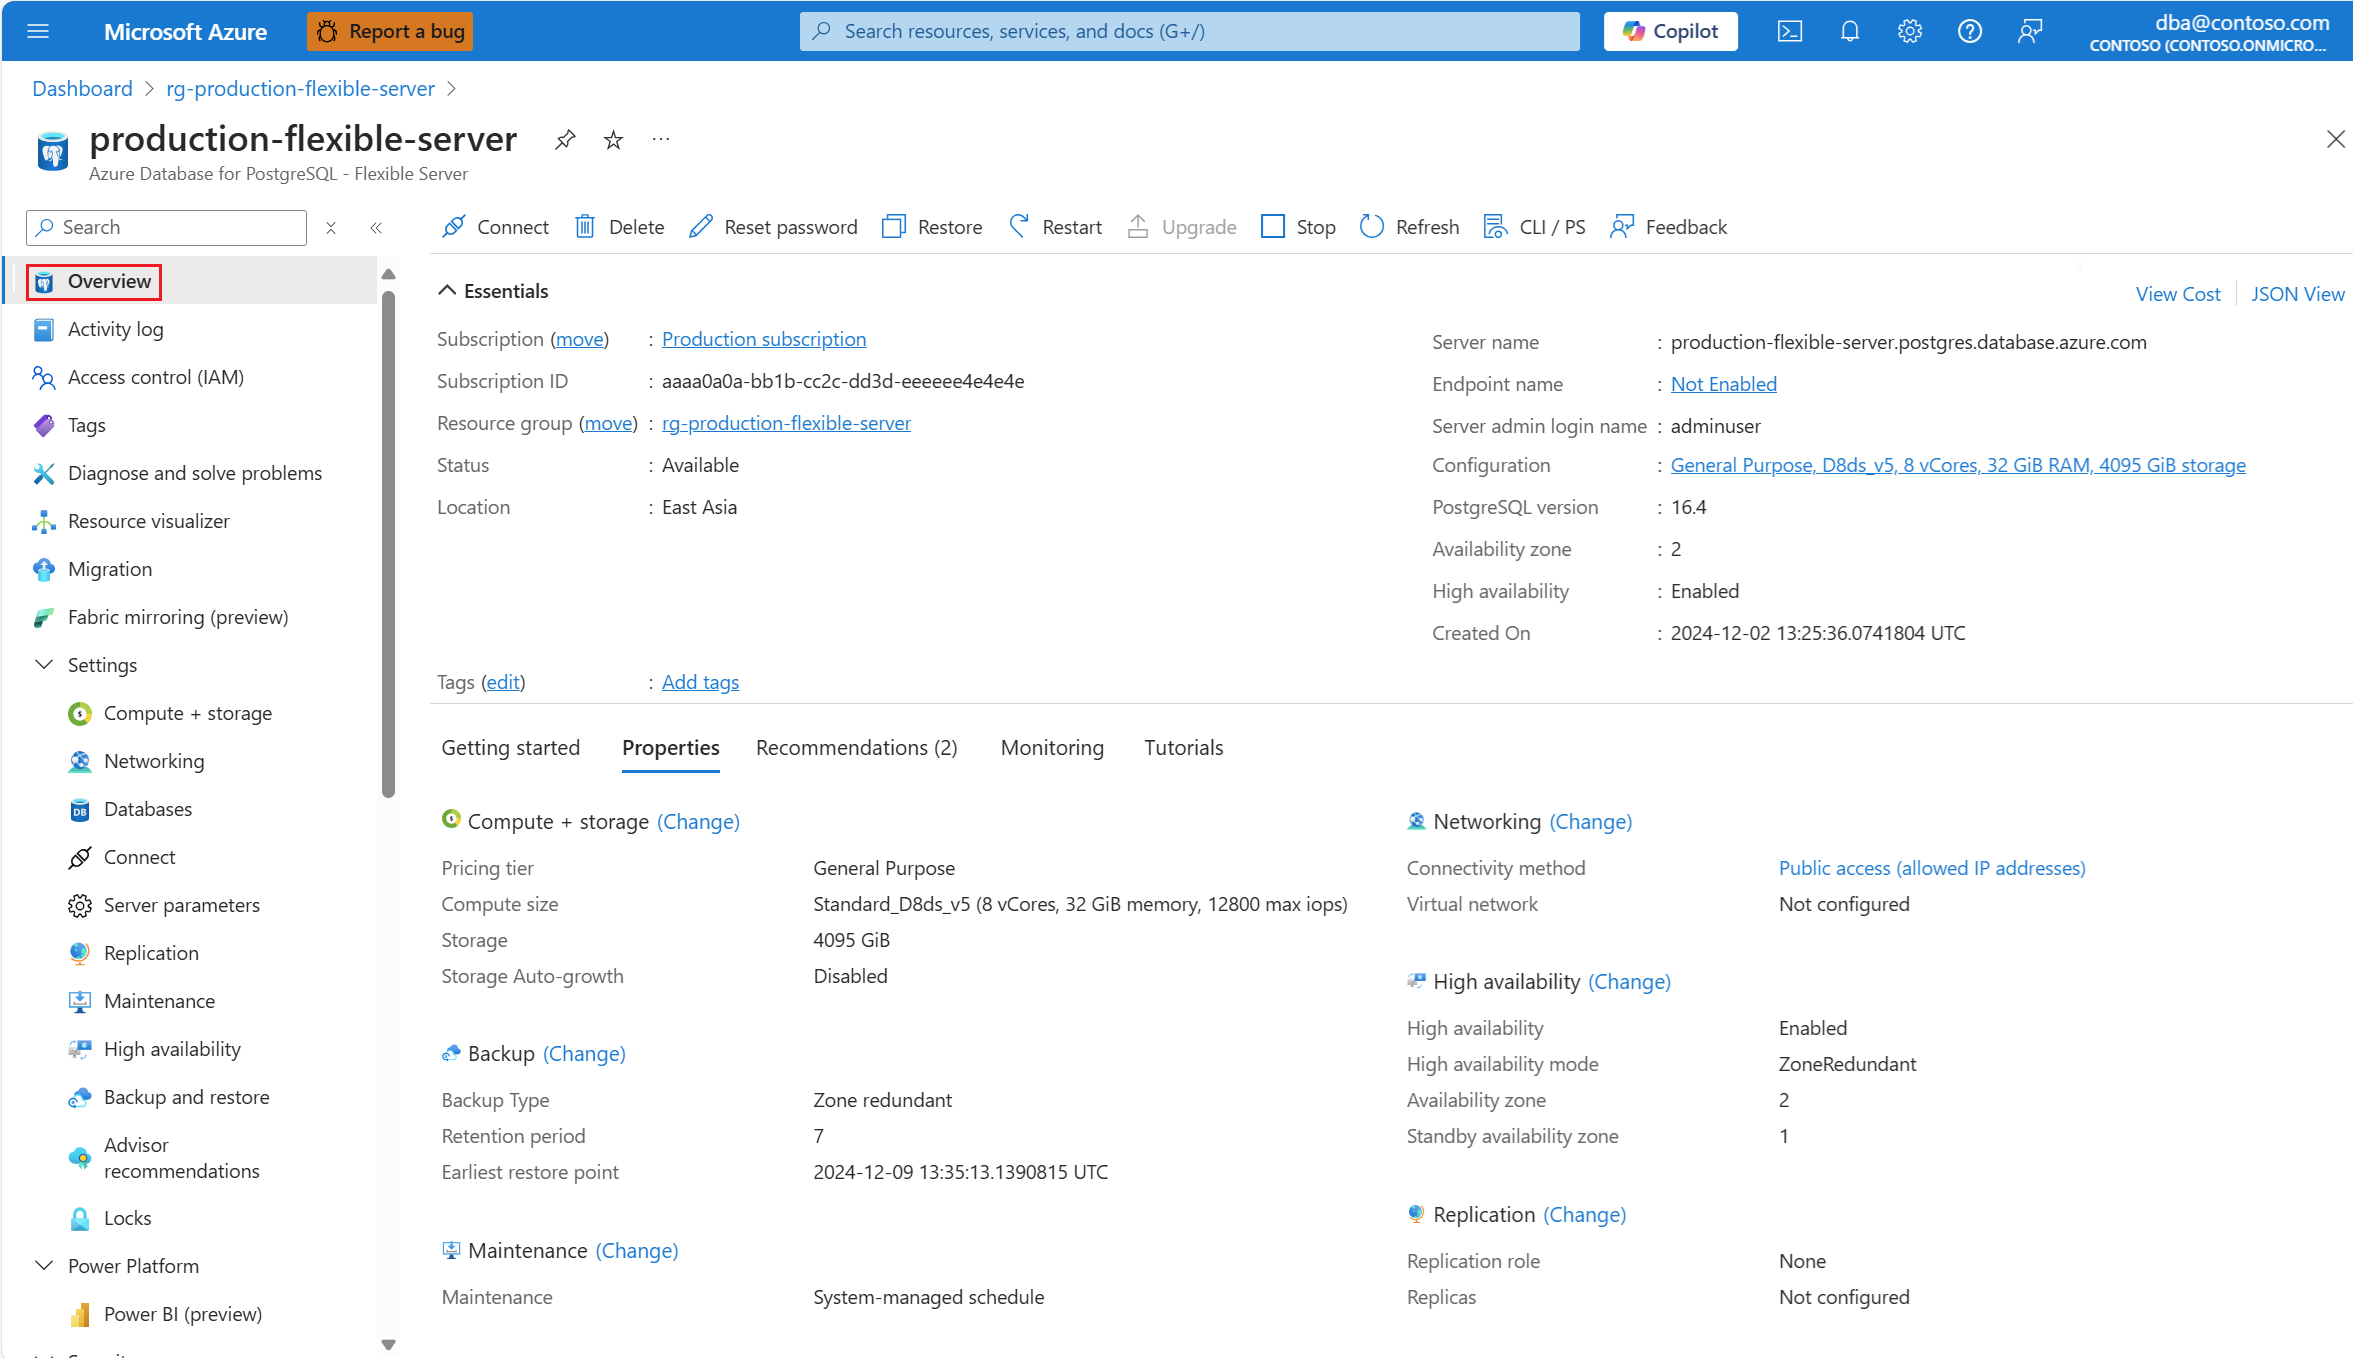 Microsoft Azure
Report a bug
Search resources, services, and docs (G+/)
Copilot
dba@contoso.com
CONTOSO (CONTOSO.ONMICRO...
Dashboard
rg-production-flexible-server
production-flexible-server
Azure Database for PostgreSQL - Flexible Server
Search
Connect Delete Reset password Restore Restart Upgrade Stop Refresh CLI / PS Feedback
Overview
Activity log
Access control (IAM)
Tags
Diagnose and solve problems
Resource visualizer
Migration
Fabric mirroring (preview)
Settings
Compute + storage
Networking
Databases
DB
Connect
Server parameters
Replication
Maintenance
High availability
Backup and restore
Advisor
recommendations
Locks
Power Platform
Power BI (preview)
Essentials
View Cost
JSON View
Subscription (move) : Production subscription
Subscription ID : aaaa0a0a-bb1b-cc2c-dd3d-eeeeee4e4e4e
Resource group (move) : rg-production-flexible-server
Status : Available
Location : East Asia
Server name : production-flexible-server.postgres.database.azure.com
Endpoint name : Not Enabled
Server admin login name : adminuser
Configuration : General Purpose, D8ds_v5, 8 vCores, 32 GiB RAM, 4095 GiB storage
PostgreSQL version : 16.4
Availability zone : 2
High availability : Enabled
Created On : 2024-12-02 13:25:36.0741804 UTC
Tags (edit) : Add tags
Getting started Properties Recommendations (2) Monitoring Tutorials
Compute + storage (Change)
Pricing tier General Purpose
Compute size Standard_D8ds_v5 (8 vCores, 32 GiB memory, 12800 max iops)
Storage 4095 GiB
Storage Auto-growth Disabled
Backup (Change)
Backup Type Zone redundant
Retention period 7
Earliest restore point 2024-12-09 13:35:13.1390815 UTC
Maintenance (Change)
Maintenance System-managed schedule
Networking (Change)
Connectivity method Public access (allowed IP addresses)
Virtual network Not configured
High availability (Change)
High availability Enabled
High availability mode ZoneRedundant
Availability zone 2
Standby availability zone 1
Replication (Change)
Replication role None
Replicas Not configured